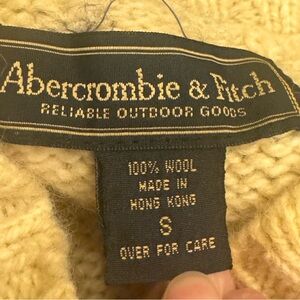 Abercrombie & Fitch
RELIABLE OUTDOOR GOODS
100% WOOL
MADE IN
HONG KONG
S
OVER FOR CARE